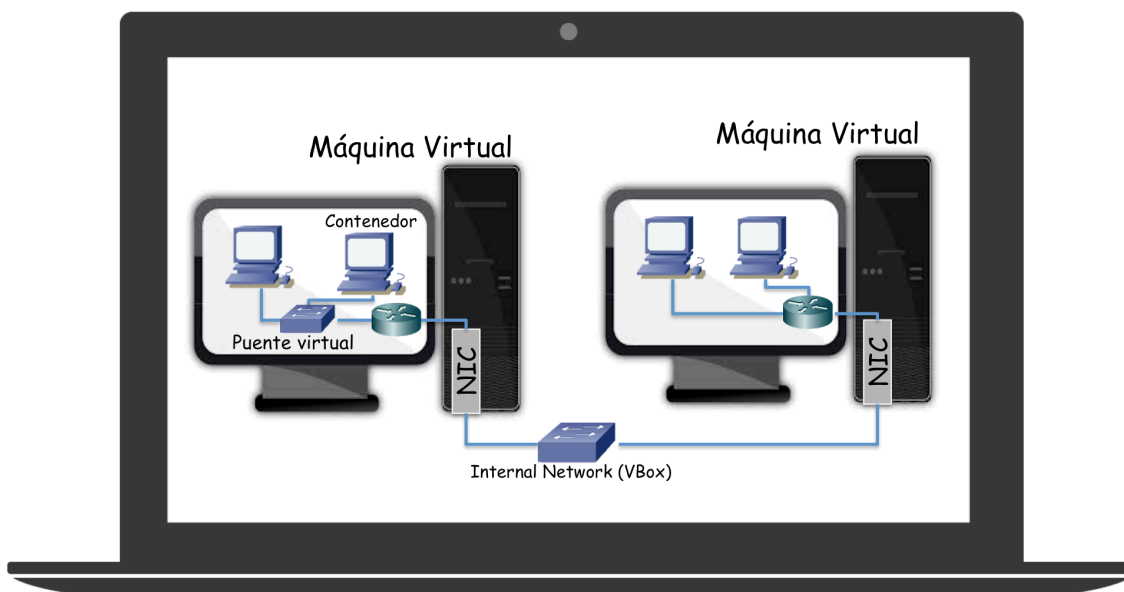 Máquina Virtual
Máquina Virtual
Contenedor
Puente virtual
NIC
NIC
Internal Network (VBox)